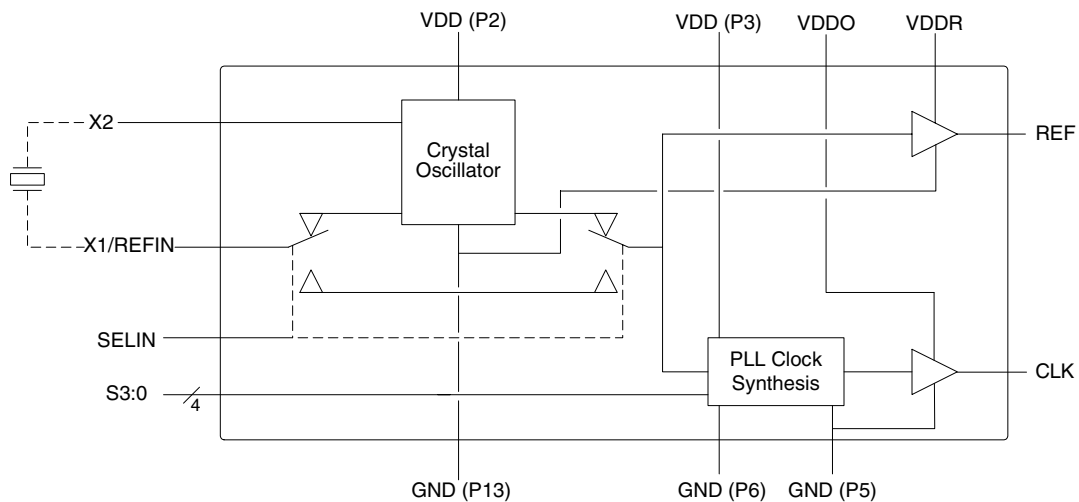 VDD (P2)
VDD (P3)
VDDO
VDDR
X2
Crystal
Oscillator
REF
X1/REFIN
SELIN
PLL Clock
Synthesis
CLK
S3:0
4
GND (P13)
GND (P6)
GND (P5)